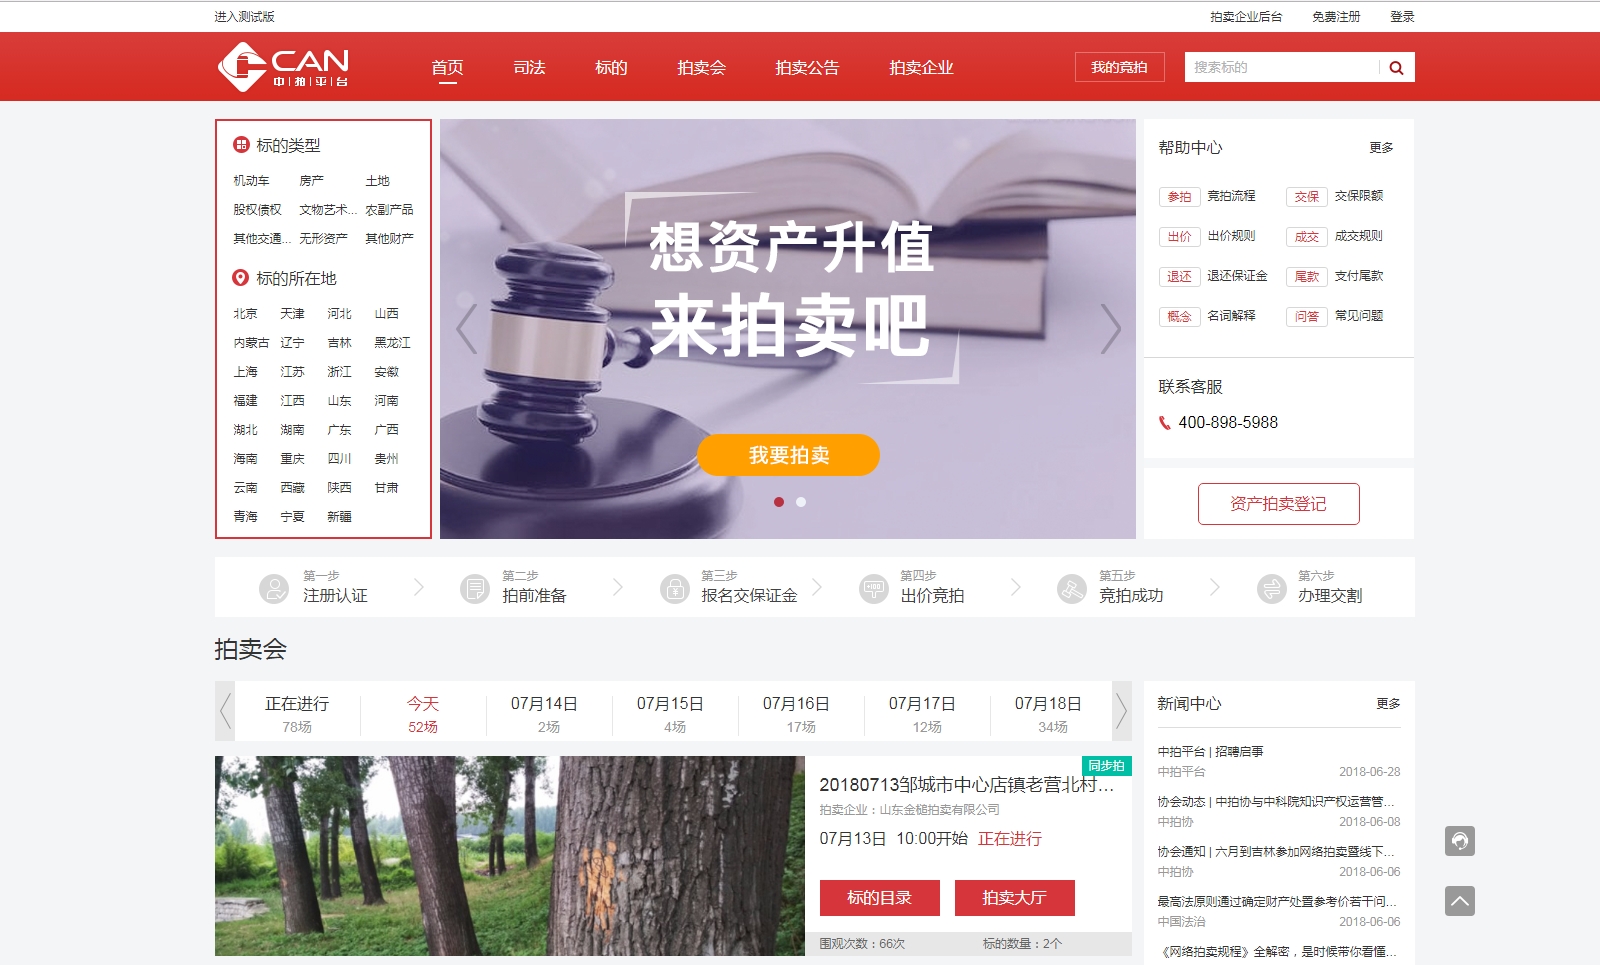 进入测试版
拍卖企业后台 免费注册 登录
CAN
中|拍|平|台
首页 司法 标的 拍卖会 拍卖公告 拍卖企业
我的竞拍
搜索标的
标的类型
机动车 房产 土地
股权债权 文物艺术... 农副产品
其他交通... 无形资产 其他财产
标的所在地
北京 天津 河北 山西
内蒙古 辽宁 吉林 黑龙江
上海 江苏 浙江 安徽
福建 江西 山东 河南
湖北 湖南 广东 广西
海南 重庆 四川 贵州
云南 西藏 陕西 甘肃
青海 宁夏 新疆
想资产升值
来拍卖吧
我要拍卖
帮助中心 更多
参拍 竞拍流程 交保 交保限额
出价 出价规则 成交 成交规则
退还 退还保证金 尾款 支付尾款
概念 名词解释 问答 常见问题
联系客服
400-898-5988
资产拍卖登记
第一步
注册认证
第二步
拍前准备
第三步
报名交保证金
第四步
出价竞拍
第五步
竞拍成功
第六步
办理交割
拍卖会
正在进行 今天 07月14日 07月15日 07月16日 07月17日 07月18日
78场 52场 2场 4场 17场 12场 34场
同步拍
20180713邹城市中心店镇老营北村...
拍卖企业：山东金槌拍卖有限公司
07月13日 10:00开始 正在进行
标的目录 拍卖大厅
围观次数：66次 标的数量：2个
新闻中心 更多
中拍平台 | 招聘启事
中拍平台 2018-06-28
协会动态 | 中拍协与中科院知识产权运营管...
中拍协 2018-06-08
协会通知 | 六月到吉林参加网络拍卖暨线下...
中拍协 2018-06-06
最高法原则通过确定财产处置参考价若干问...
中国法治 2018-06-06
《网络拍卖规程》全解密，是时候带你看懂...